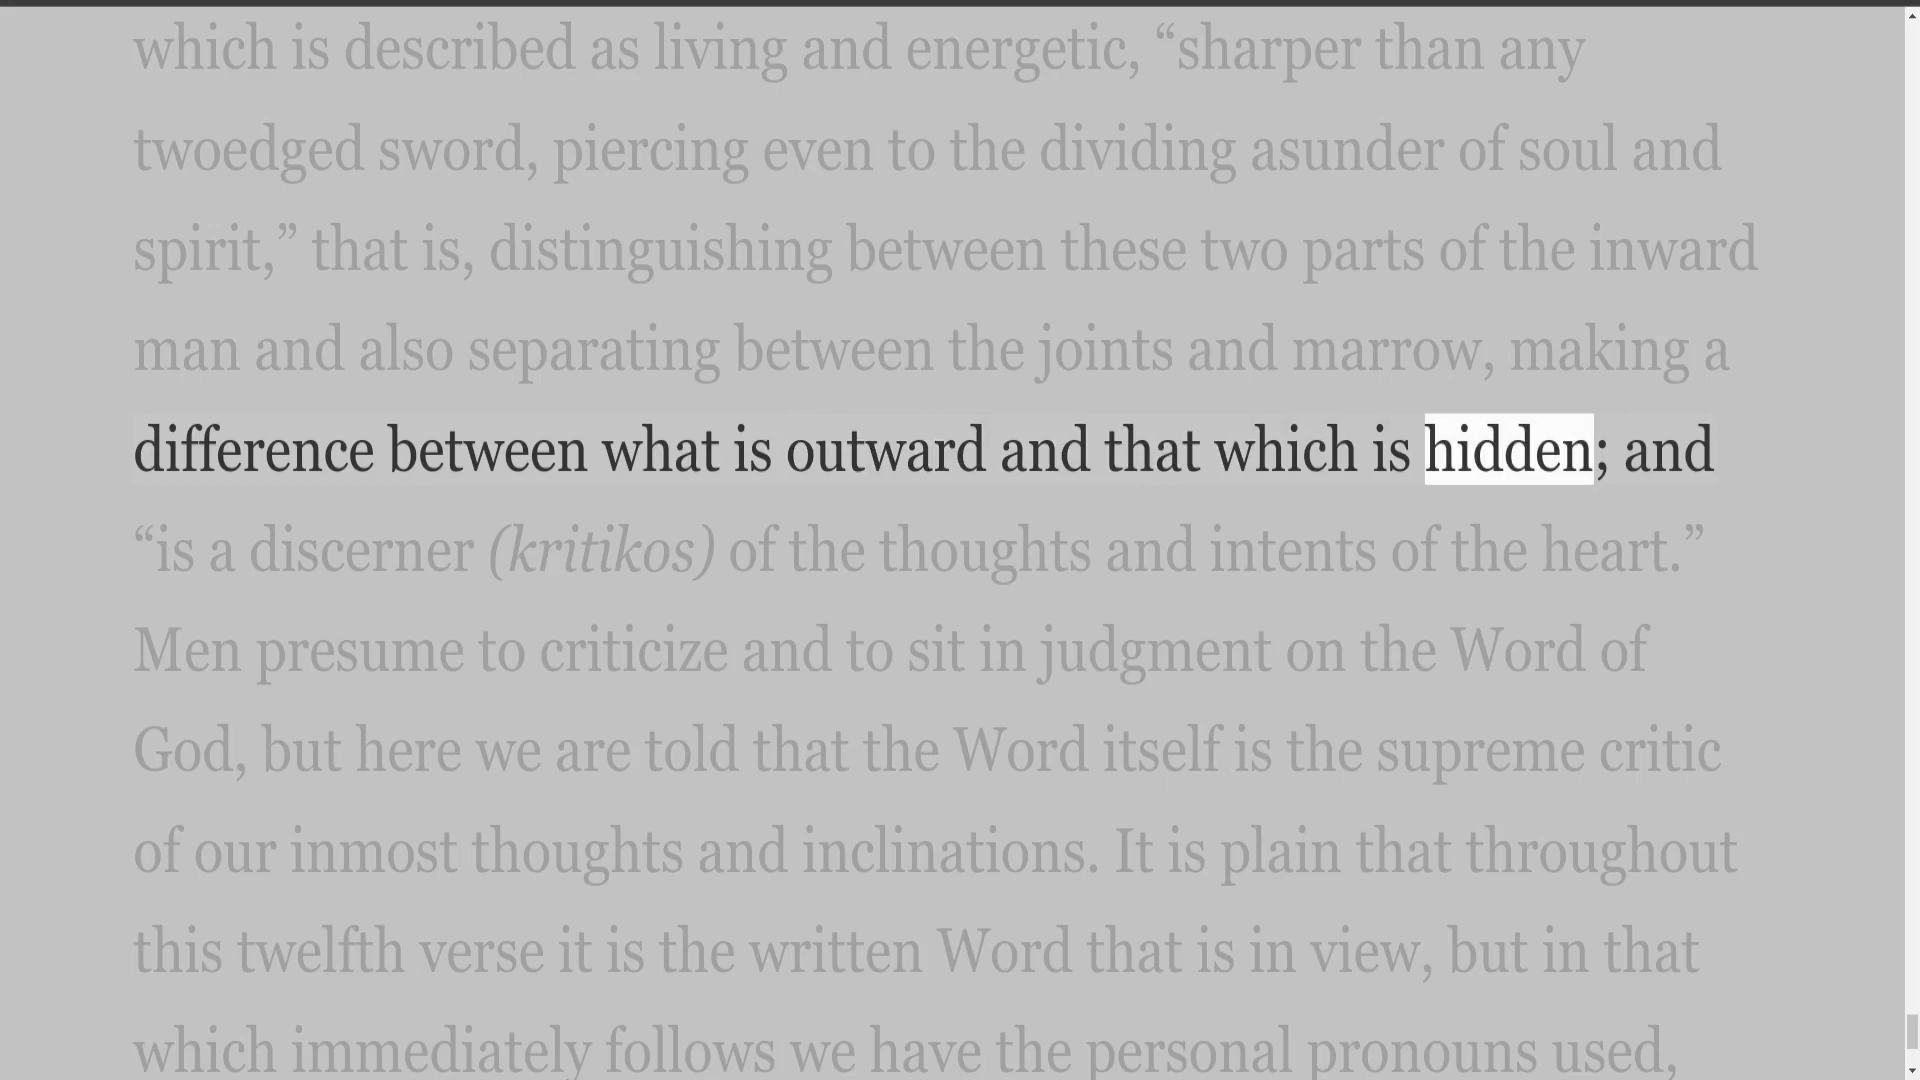 which is described as living and energetic, “sharper than any
twoedged sword, piercing even to the dividing asunder of soul and
spirit,” that is, distinguishing between these two parts of the inward
man and also separating between the joints and marrow, making a
difference between what is outward and that which is hidden; and
“is a discerner (kritikos) of the thoughts and intents of the heart.”
Men presume to criticize and to sit in judgment on the Word of
God, but here we are told that the Word itself is the supreme critic
of our inmost thoughts and inclinations. It is plain that throughout
this twelfth verse it is the written Word that is in view, but in that
which immediately follows we have the personal pronouns used,